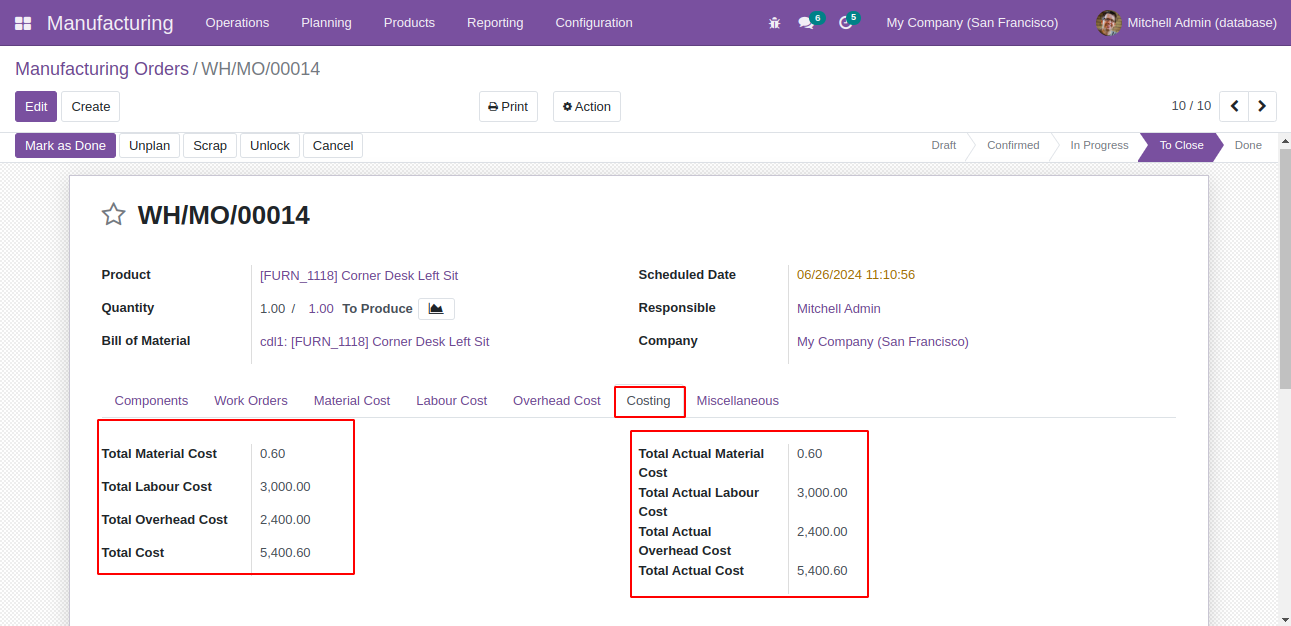 Manufacturing Operations Planning Products Reporting Configuration 6 5 My Company (San Francisco) Mitchell Admin (database)
Manufacturing Orders / WH/MO/00014
Edit Create Print Action 10 / 10
Mark as Done Unplan Scrap Unlock Cancel Draft Confirmed In Progress To Close Done
WH/MO/00014
Product [FURN_1118] Corner Desk Left Sit Scheduled Date 06/26/2024 11:10:56
Quantity 1.00 / 1.00 To Produce Responsible Mitchell Admin
Bill of Material cdl1: [FURN_1118] Corner Desk Left Sit Company My Company (San Francisco)
Components Work Orders Material Cost Labour Cost Overhead Cost Costing Miscellaneous
Total Material Cost 0.60
Total Labour Cost 3,000.00
Total Overhead Cost 2,400.00
Total Cost 5,400.60
Total Actual Material 0.60
Cost
Total Actual Labour 3,000.00
Cost
Total Actual 2,400.00
Overhead Cost
Total Actual Cost 5,400.60